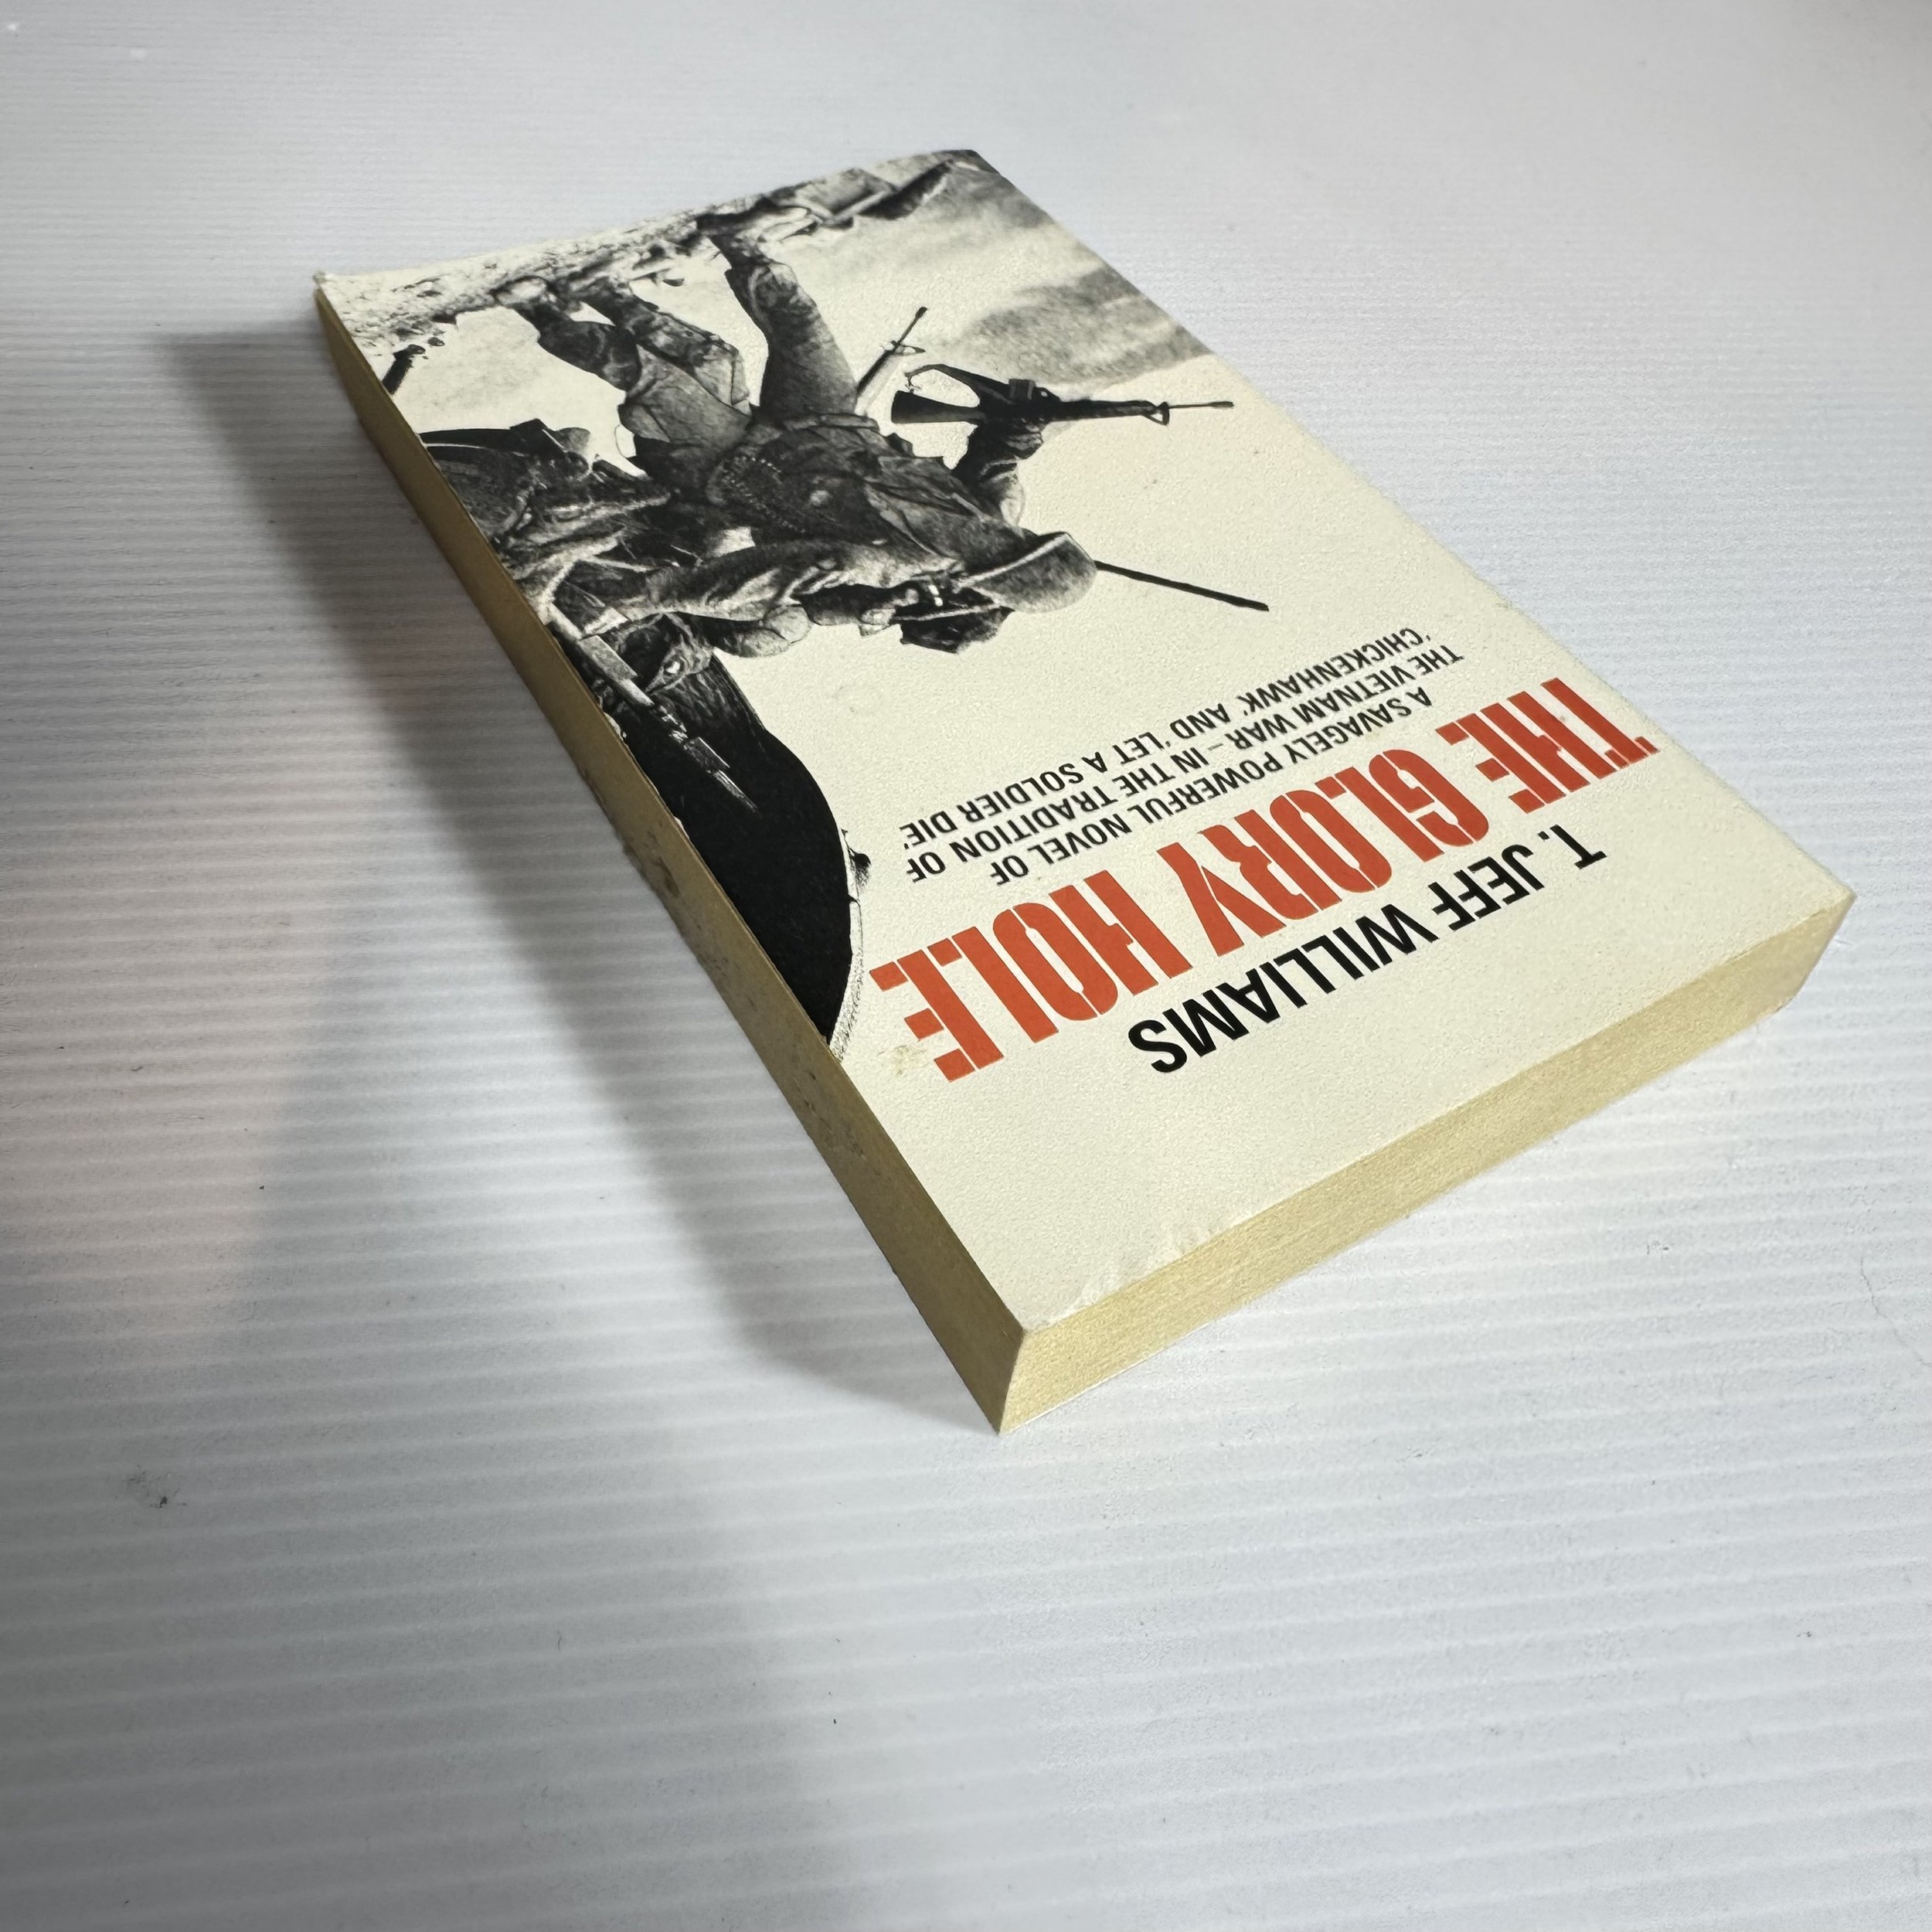 T. JEFF WILLIAMS
THE GLORY HOLE
A SAVAGELY POWERFUL NOVEL OF
THE VIETNAM WAR – IN THE TRADITION OF
'CHICKENHAWK' AND 'LET A SOLDIER DIE'